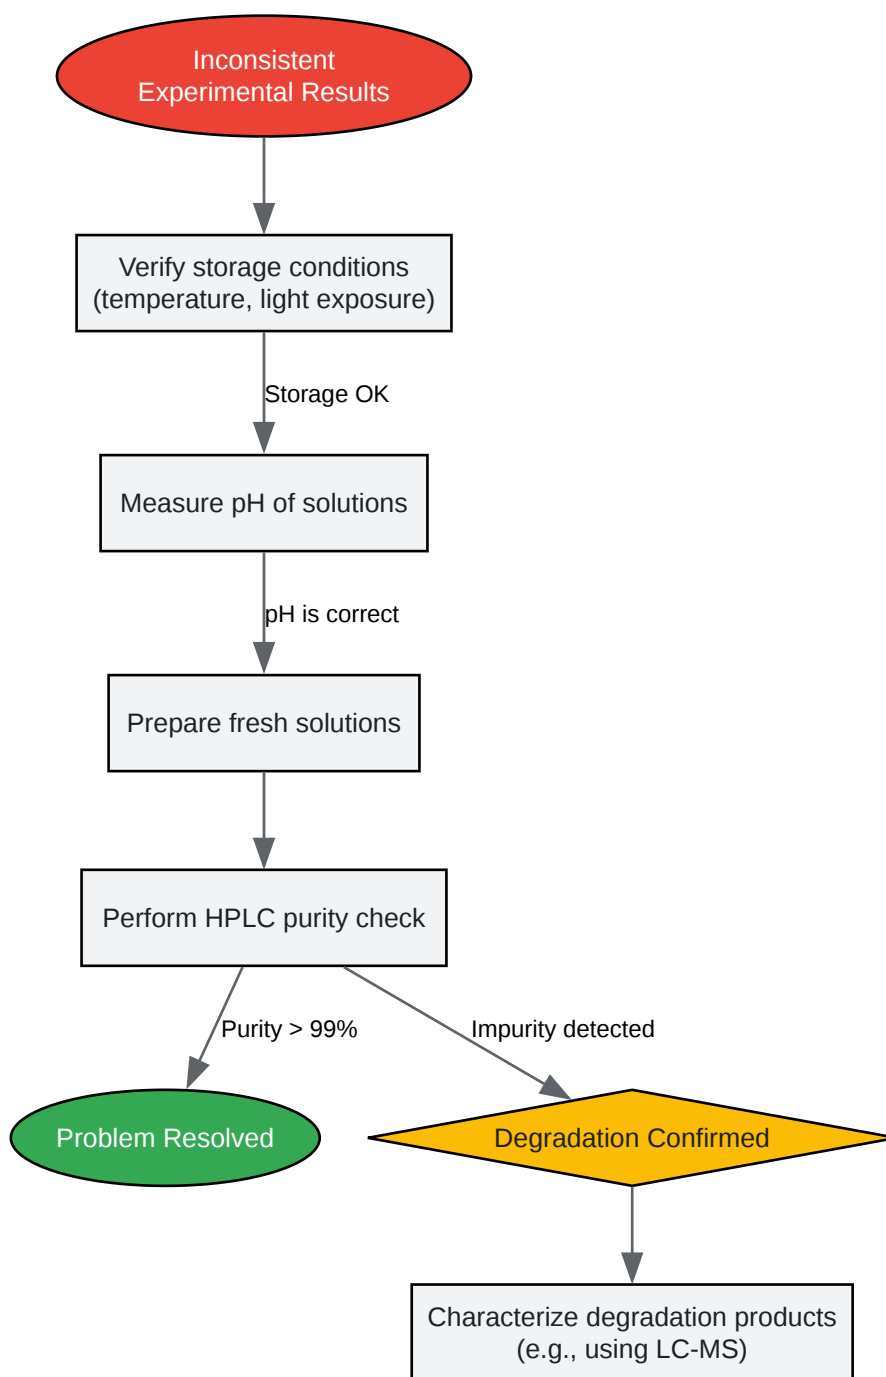 Inconsistent
Experimental Results
Verify storage conditions
(temperature, light exposure)
Storage OK
Measure pH of solutions
pH is correct
Prepare fresh solutions
Perform HPLC purity check
Purity > 99%
Impurity detected
Problem Resolved
Degradation Confirmed
Characterize degradation products
(e.g., using LC-MS)